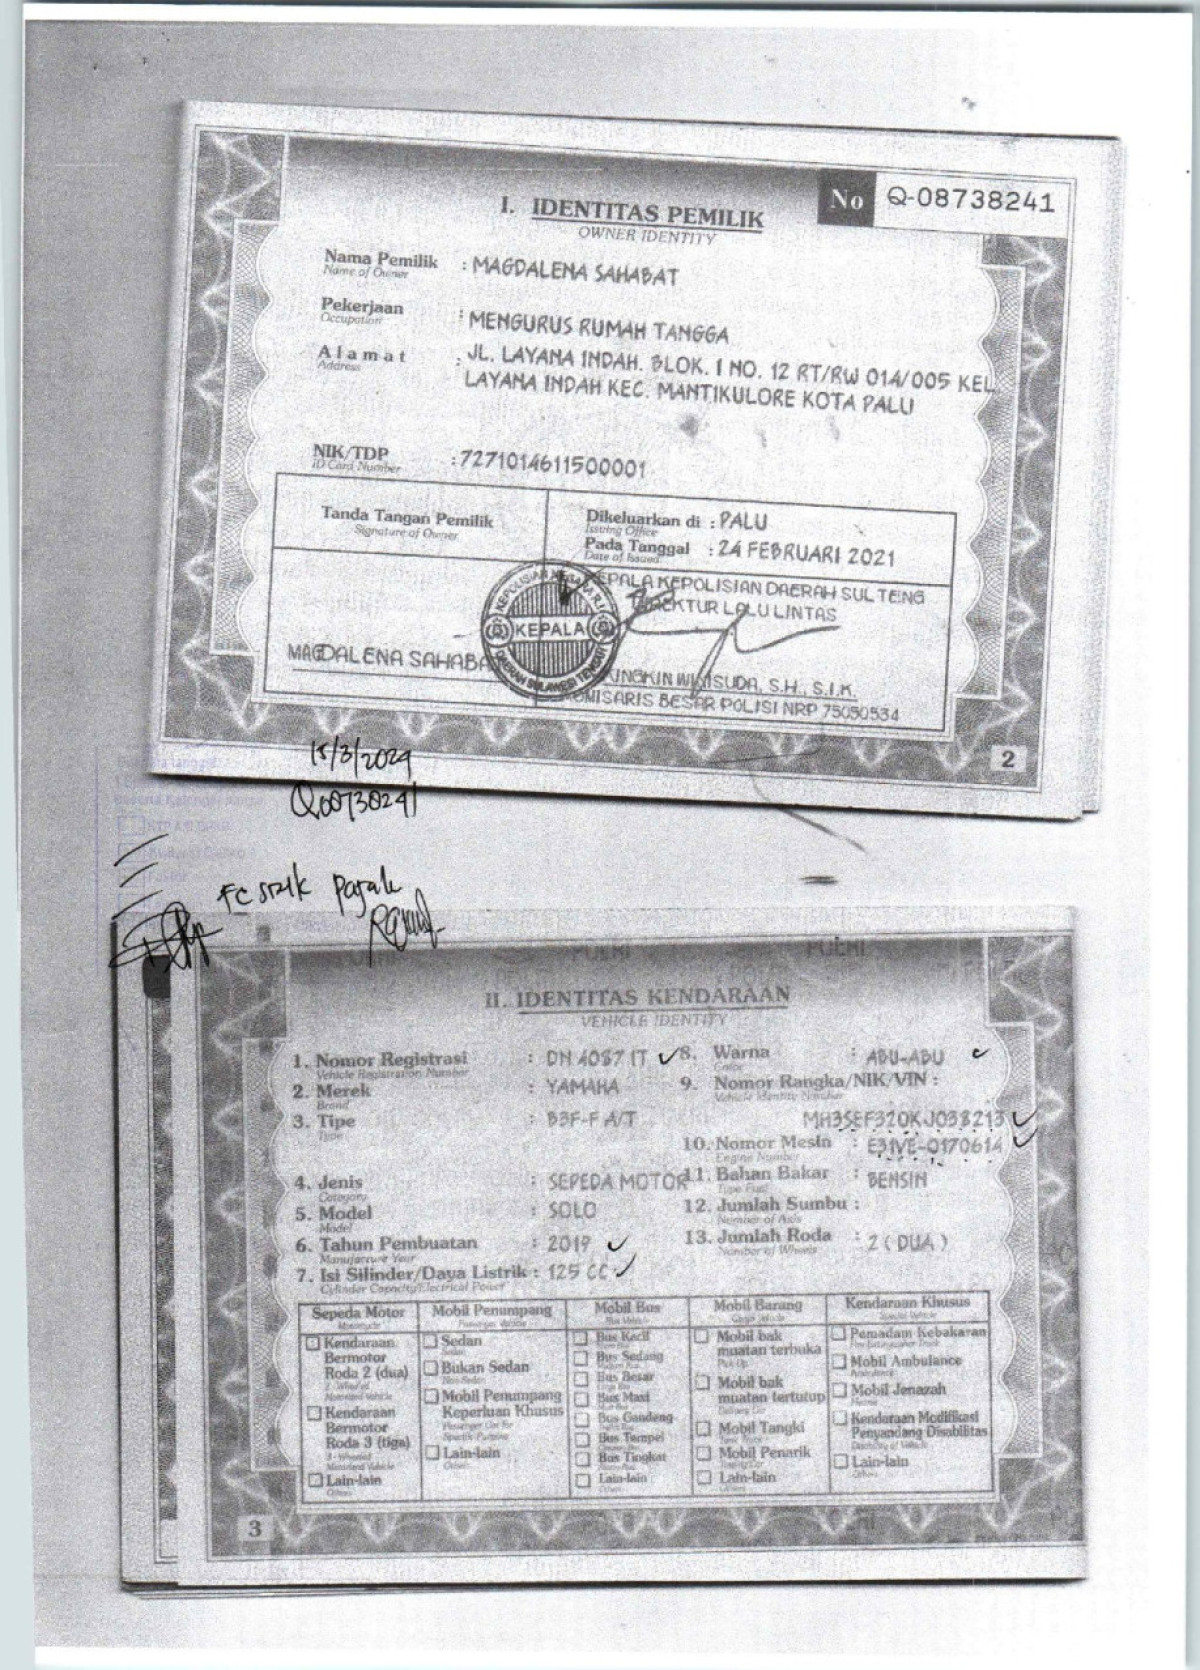 No Q-08738241
I. IDENTITAS PEMILIK
OWNER IDENTITY
Nama Pemilik : MAGDALENA SAHABAT
Name of Owner
Pekerjaan : MENGURUS RUMAH TANGGA
Occupation
Alamat : JL. LAYANA INDAH. BLOK. I NO. 12 RT/RW 014/005 KEL
Address
LAYANA INDAH KEC. MANTIKULORE KOTA PALU
NIK/TDP : 7271014611500001
ID Card Number
Tanda Tangan Pemilik
Signature of Owner
Dikeluarkan di : PALU
Issuing Office
Pada Tanggal : 24 FEBRUARI 2021
Date of Issued
KEPALA KEPOLISIAN DAERAH SULTENG
DIREKTUR LALU LINTAS
KEPALA
DAERAH SULAWESI TENGAH
MAGDALENA SAHABA
S.H., S.I.K.
BESAR POLISI NRP 75050534
2
15/3/2024
FC STNK Pajak
II. IDENTITAS KENDARAAN
VEHICLE IDENTITY
1. Nomor Registrasi : DN 4087 IT
Vehicle Registration Number
2. Merek : YAMAHA
Brand
3. Tipe : B3F-F A/T
Type
4. Jenis : SEPEDA MOTOR
Category
5. Model : SOLO
Model
6. Tahun Pembuatan : 2019
Manufacture Year
7. Isi Silinder/Daya Listrik : 125 CC
Cylinder Capacity/Electrical Power
8. Warna : ABU-ABU
Color
9. Nomor Rangka/NIK/VIN :
Vehicle Identity Number
MH3SEF320KJ038213
10. Nomor Mesin : E31VE-0170614
Engine Number
11. Bahan Bakar : BENSIN
Type Fuel
12. Jumlah Sumbu :
Number of Axis
13. Jumlah Roda : 2 ( DUA )
Number of Wheels
Sepeda Motor
Kendaraan
Bermotor
Roda 2 (dua)
Kendaraan
Bermotor
Roda 3 (tiga)
Lain-lain
Mobil Penumpang
Sedan
Bukan Sedan
Mobil Penumpang
Keperluan Khusus
Lain-lain
Mobil Bus
Bus Kecil
Bus Sedang
Bus Besar
Bus Maxi
Bus Gandeng
Bus Tempel
Bus Tingkat
Lain-lain
Mobil Barang
Mobil bak
muatan terbuka
Mobil bak
muatan tertutup
Mobil Tangki
Mobil Penarik
Lain-lain
Kendaraan Khusus
Pemadam Kebakaran
Mobil Ambulance
Mobil Jenazah
Kendaraan Modifikasi
Penyandang Disabilitas
Lain-lain
3